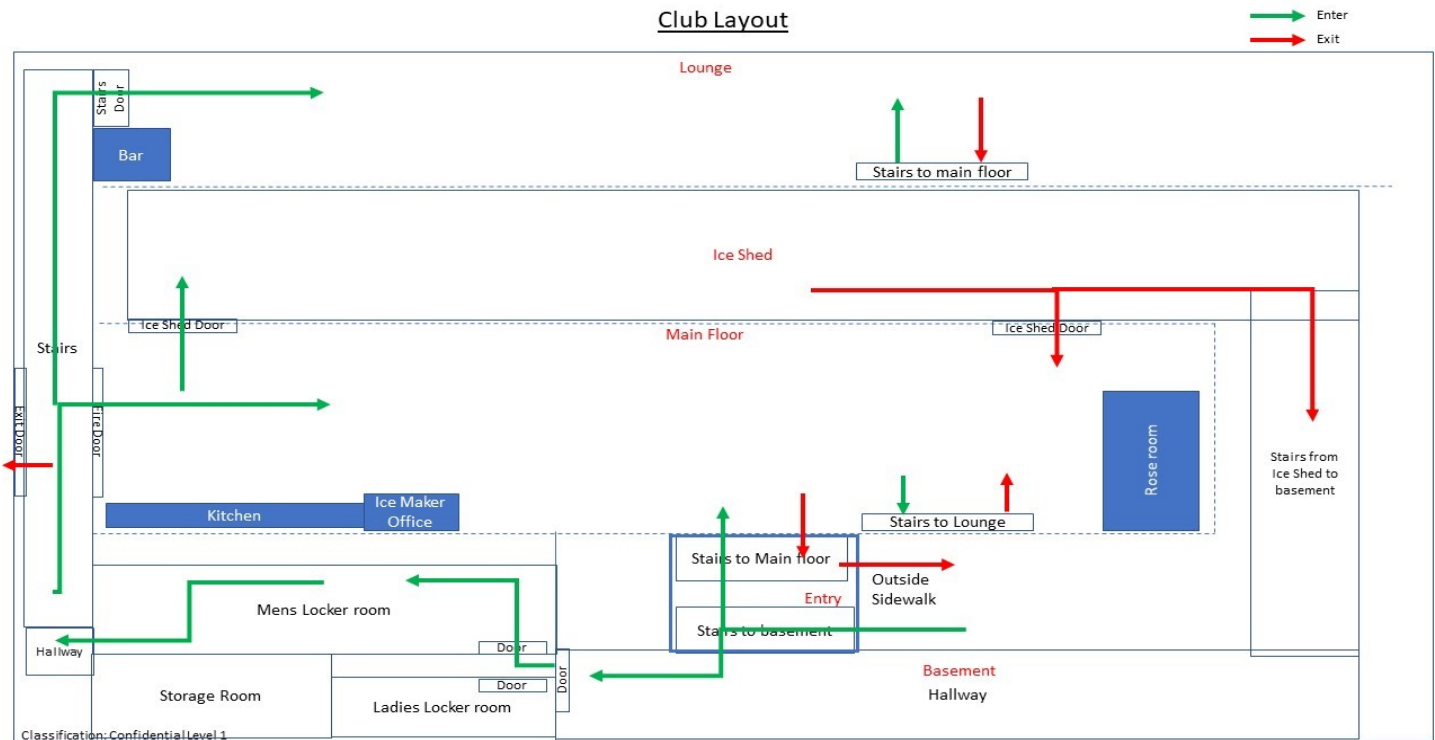 Club Layout
Enter
Exit
Lounge
Stairs
Door
Bar
Stairs to main floor
Ice Shed
Ice Shed Door
Ice Shed Door
Main Floor
Stairs
Exit Door
Fire Door
Rose room
Stairs from
Ice Shed to
basement
Kitchen
Ice Maker
Office
Stairs to Lounge
Stairs to Main floor
Outside
Sidewalk
Entry
Stairs to basement
Mens Locker room
Hallway
Door
Door
Door
Basement
Hallway
Storage Room
Ladies Locker room
Classification: Confidential Level 1